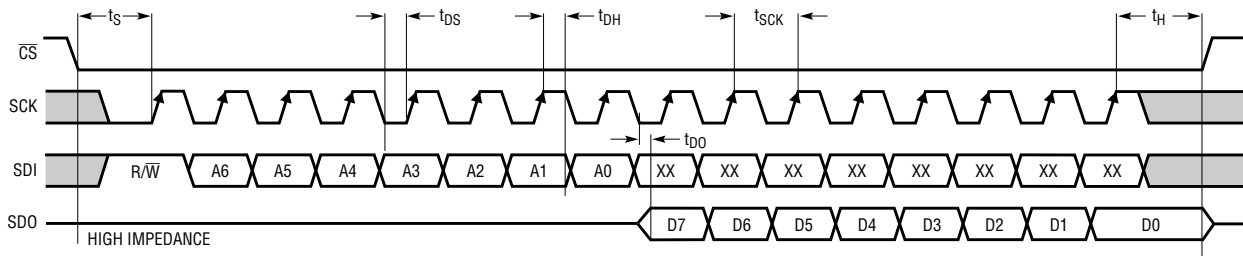 tS tDS tDH tSCK tH
CS
SCK
tDO
SDI R/W A6 A5 A4 A3 A2 A1 A0 XX XX XX XX XX XX XX XX
SDO D7 D6 D5 D4 D3 D2 D1 D0
HIGH IMPEDANCE